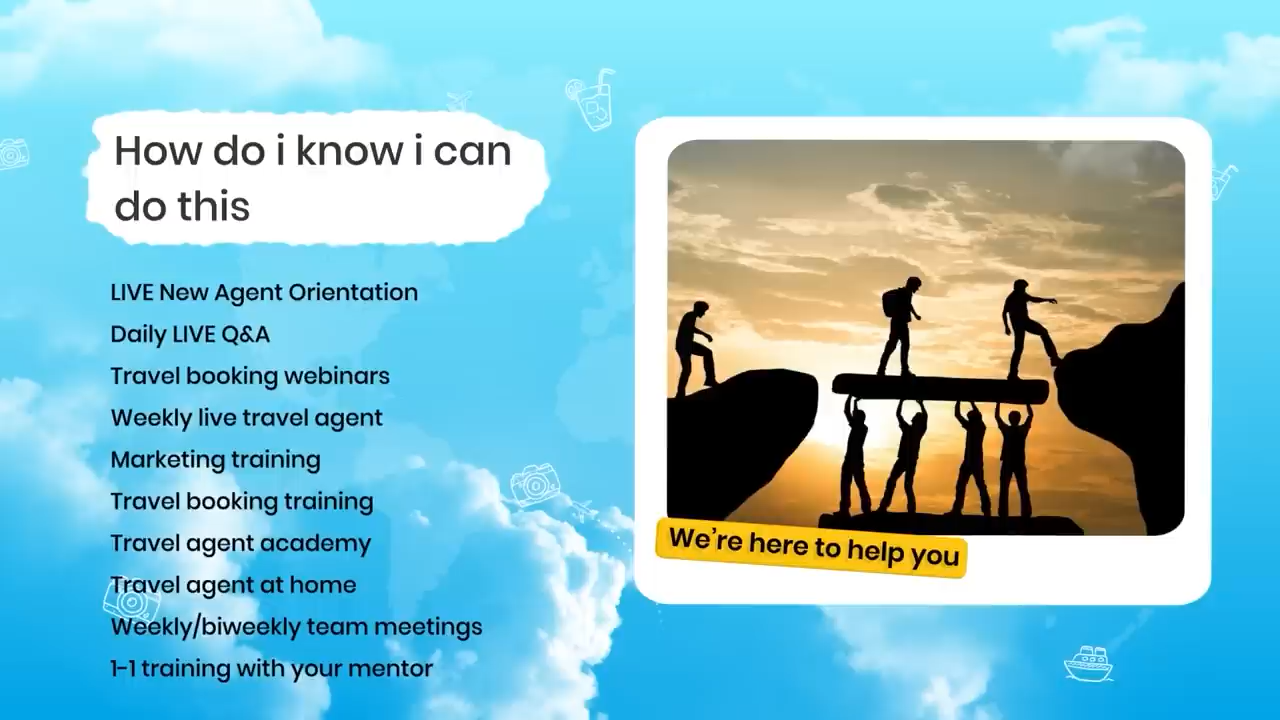 How do i know i can
do this
LIVE New Agent Orientation
Daily LIVE Q&A
Travel booking webinars
Weekly live travel agent
Marketing training
Travel booking training
Travel agent academy
Travel agent at home
Weekly/biweekly team meetings
1-1 training with your mentor
We're here to help you